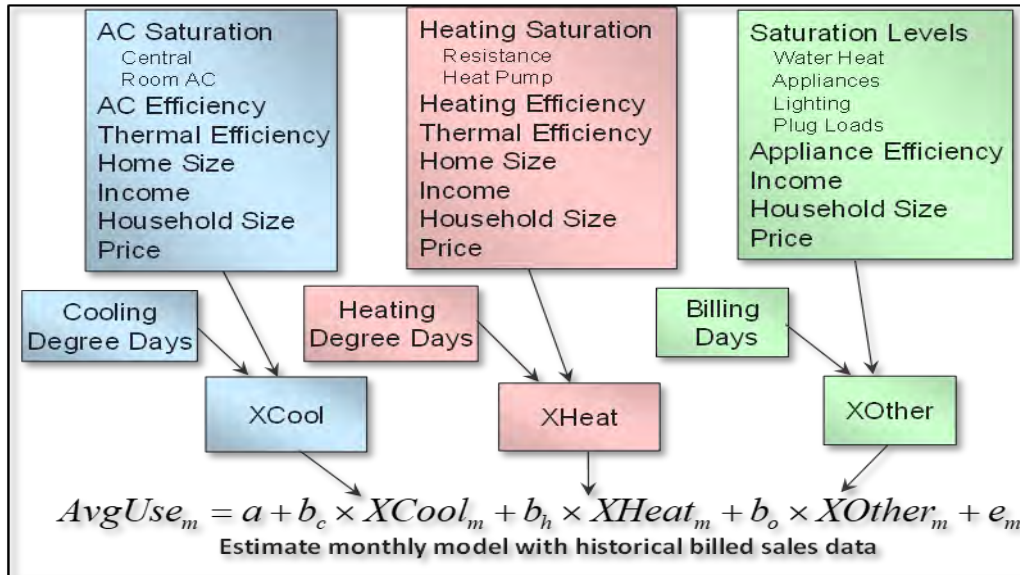 AC Saturation
Central
Room AC
AC Efficiency
Thermal Efficiency
Home Size
Income
Household Size
Price
Heating Saturation
Resistance
Heat Pump
Heating Efficiency
Thermal Efficiency
Home Size
Income
Household Size
Price
Saturation Levels
Water Heat
Appliances
Lighting
Plug Loads
Appliance Efficiency
Income
Household Size
Price
Cooling
Degree Days
Heating
Degree Days
Billing
Days
XCool
XHeat
XOther
AvgUse_m = a + b_c × XCool_m + b_h × XHeat_m + b_o × XOther_m + e_m
Estimate monthly model with historical billed sales data